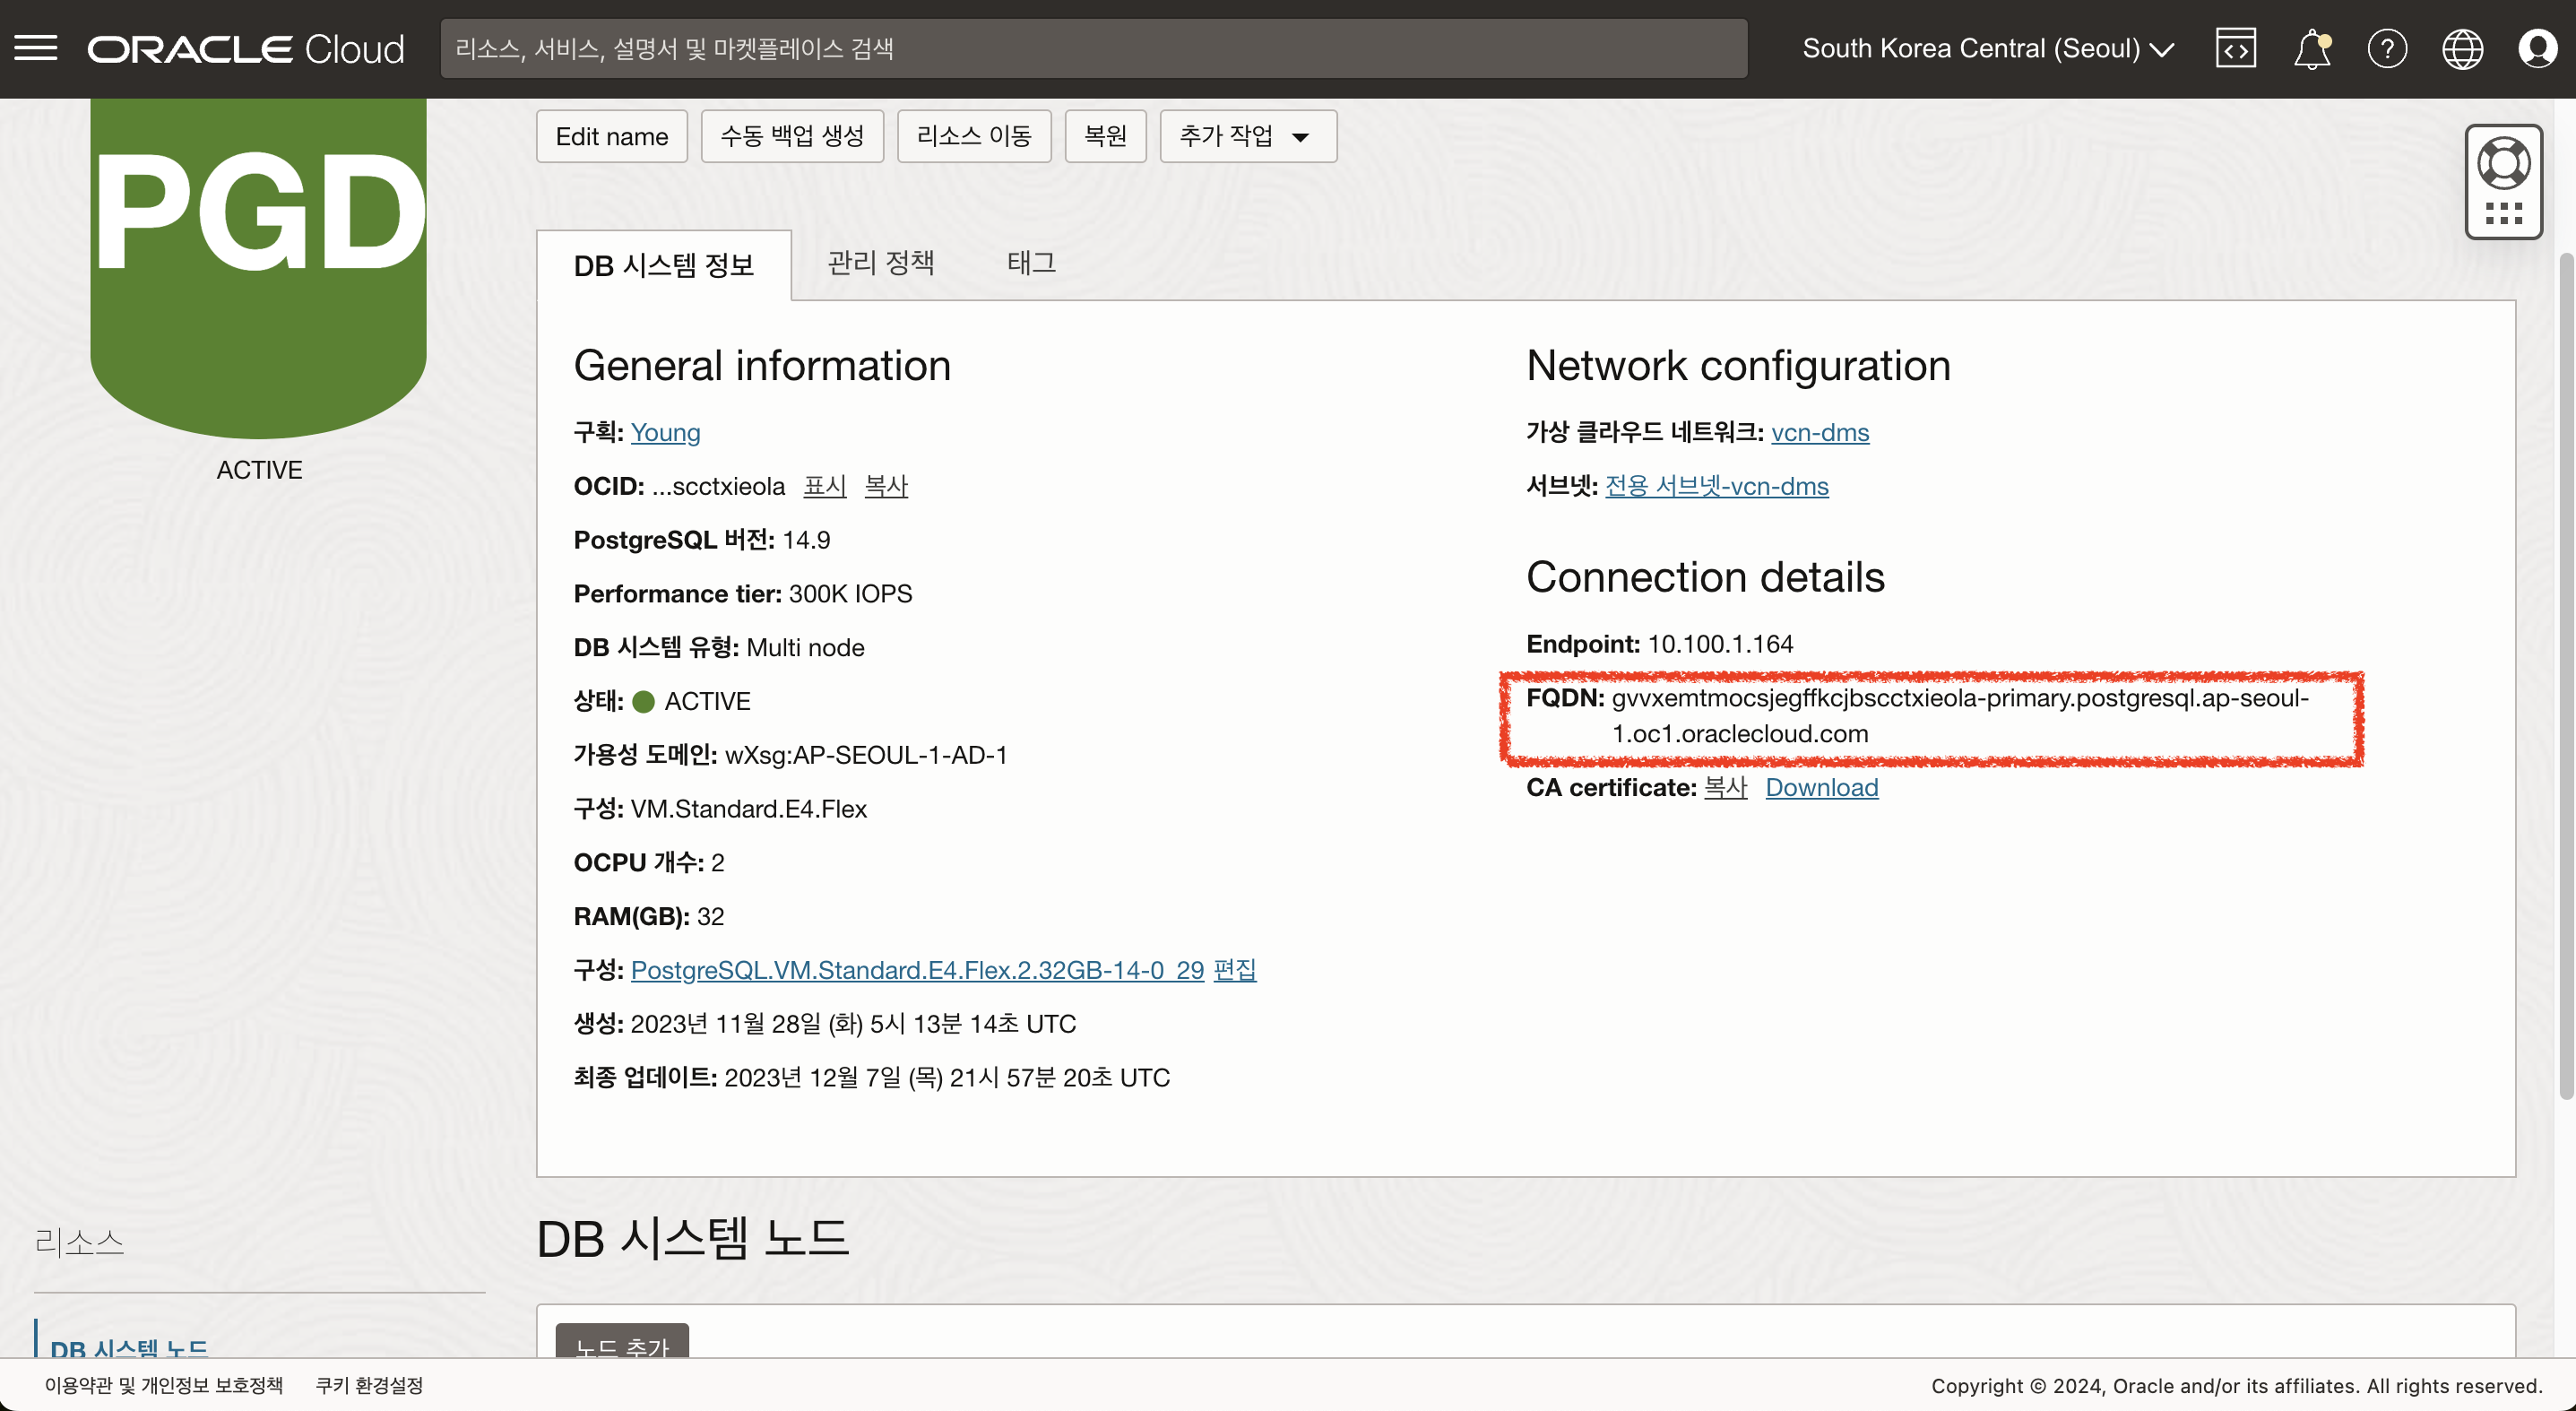 ORACLE Cloud
리소스, 서비스, 설명서 및 마켓플레이스 검색
South Korea Central (Seoul)
PGD
ACTIVE
Edit name
수동 백업 생성
리소스 이동
복원
추가 작업
DB 시스템 정보
관리 정책
태그
General information
구획: Young
OCID: ...scctxieola 표시 복사
PostgreSQL 버전: 14.9
Performance tier: 300K IOPS
DB 시스템 유형: Multi node
상태: ACTIVE
가용성 도메인: wXsg:AP-SEOUL-1-AD-1
구성: VM.Standard.E4.Flex
OCPU 개수: 2
RAM(GB): 32
구성: PostgreSQL.VM.Standard.E4.Flex.2.32GB-14-0_29 편집
생성: 2023년 11월 28일 (화) 5시 13분 14초 UTC
최종 업데이트: 2023년 12월 7일 (목) 21시 57분 20초 UTC
Network configuration
가상 클라우드 네트워크: vcn-dms
서브넷: 전용 서브넷-vcn-dms
Connection details
Endpoint: 10.100.1.164
FQDN: gvvxemtmocsjegffkcjbscctxieola-primary.postgresql.ap-seoul-
1.oc1.oraclecloud.com
CA certificate: 복사 Download
리소스
DB 시스템 노드
DB 시스템 노드
노드 추가
이용약관 및 개인정보 보호정책
쿠키 환경설정
Copyright © 2024, Oracle and/or its affiliates. All rights reserved.